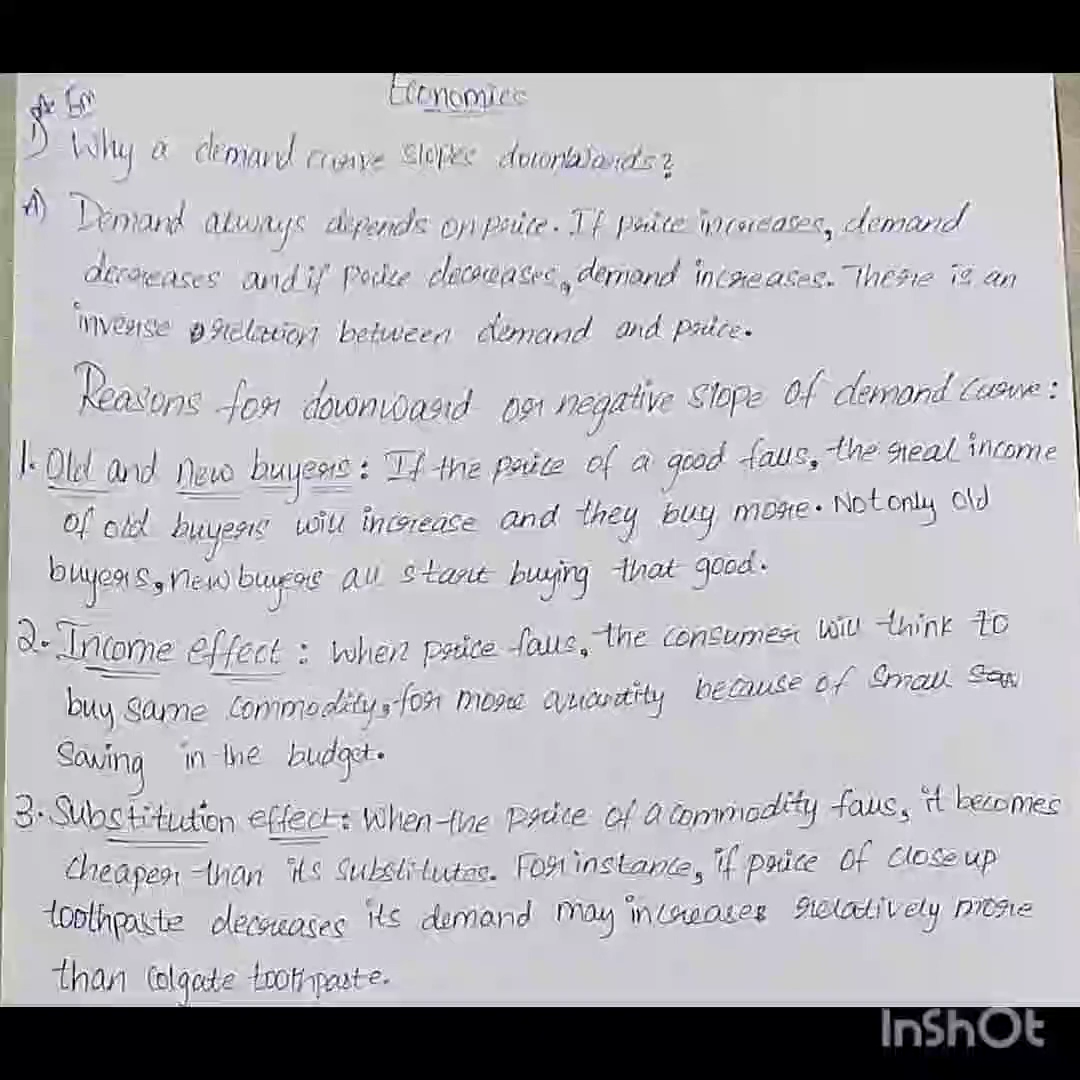 Economics
1) Why a demand curve slopes downwards?
A) Demand always depends on price. If price increases, demand
decreases and if price decreases, demand increases. There is an
inverse relation between demand and price.
Reasons for downward or negative slope of demand curve:
1. Old and new buyers: If the price of a good falls, the real income
of old buyers will increase and they buy more. Not only old
buyers, new buyers all start buying that good.
2. Income effect: When price falls, the consumer will think to
buy same commodity, for more quantity because of small
saving in the budget.
3. Substitution effect: When the price of a commodity falls, it becomes
cheaper than its substitutes. For instance, if price of close up
toothpaste decreases its demand may increases relatively more
than Colgate toothpaste.
InShOt